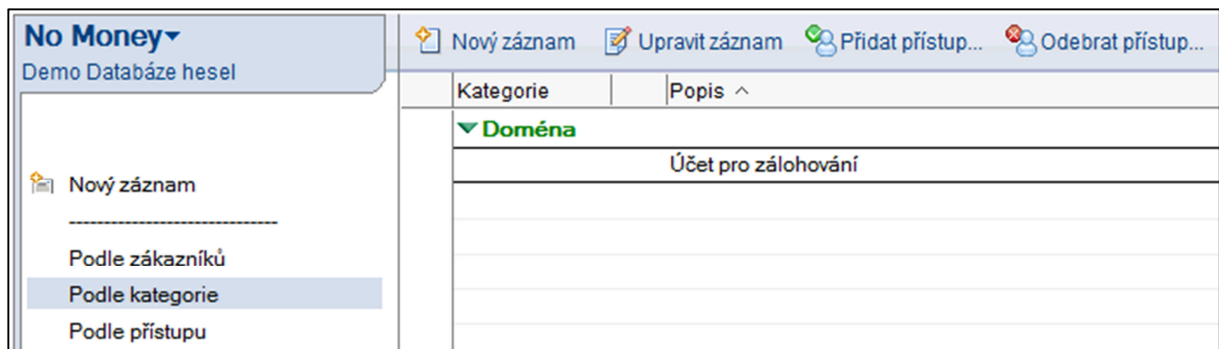 No Money
Demo Databáze hesel
Nový záznam
------------------------------
Podle zákazníků
Podle kategorie
Podle přístupu
Nový záznam Upravit záznam Přidat přístup... Odebrat přístup...
Kategorie Popis
Doména
Účet pro zálohování